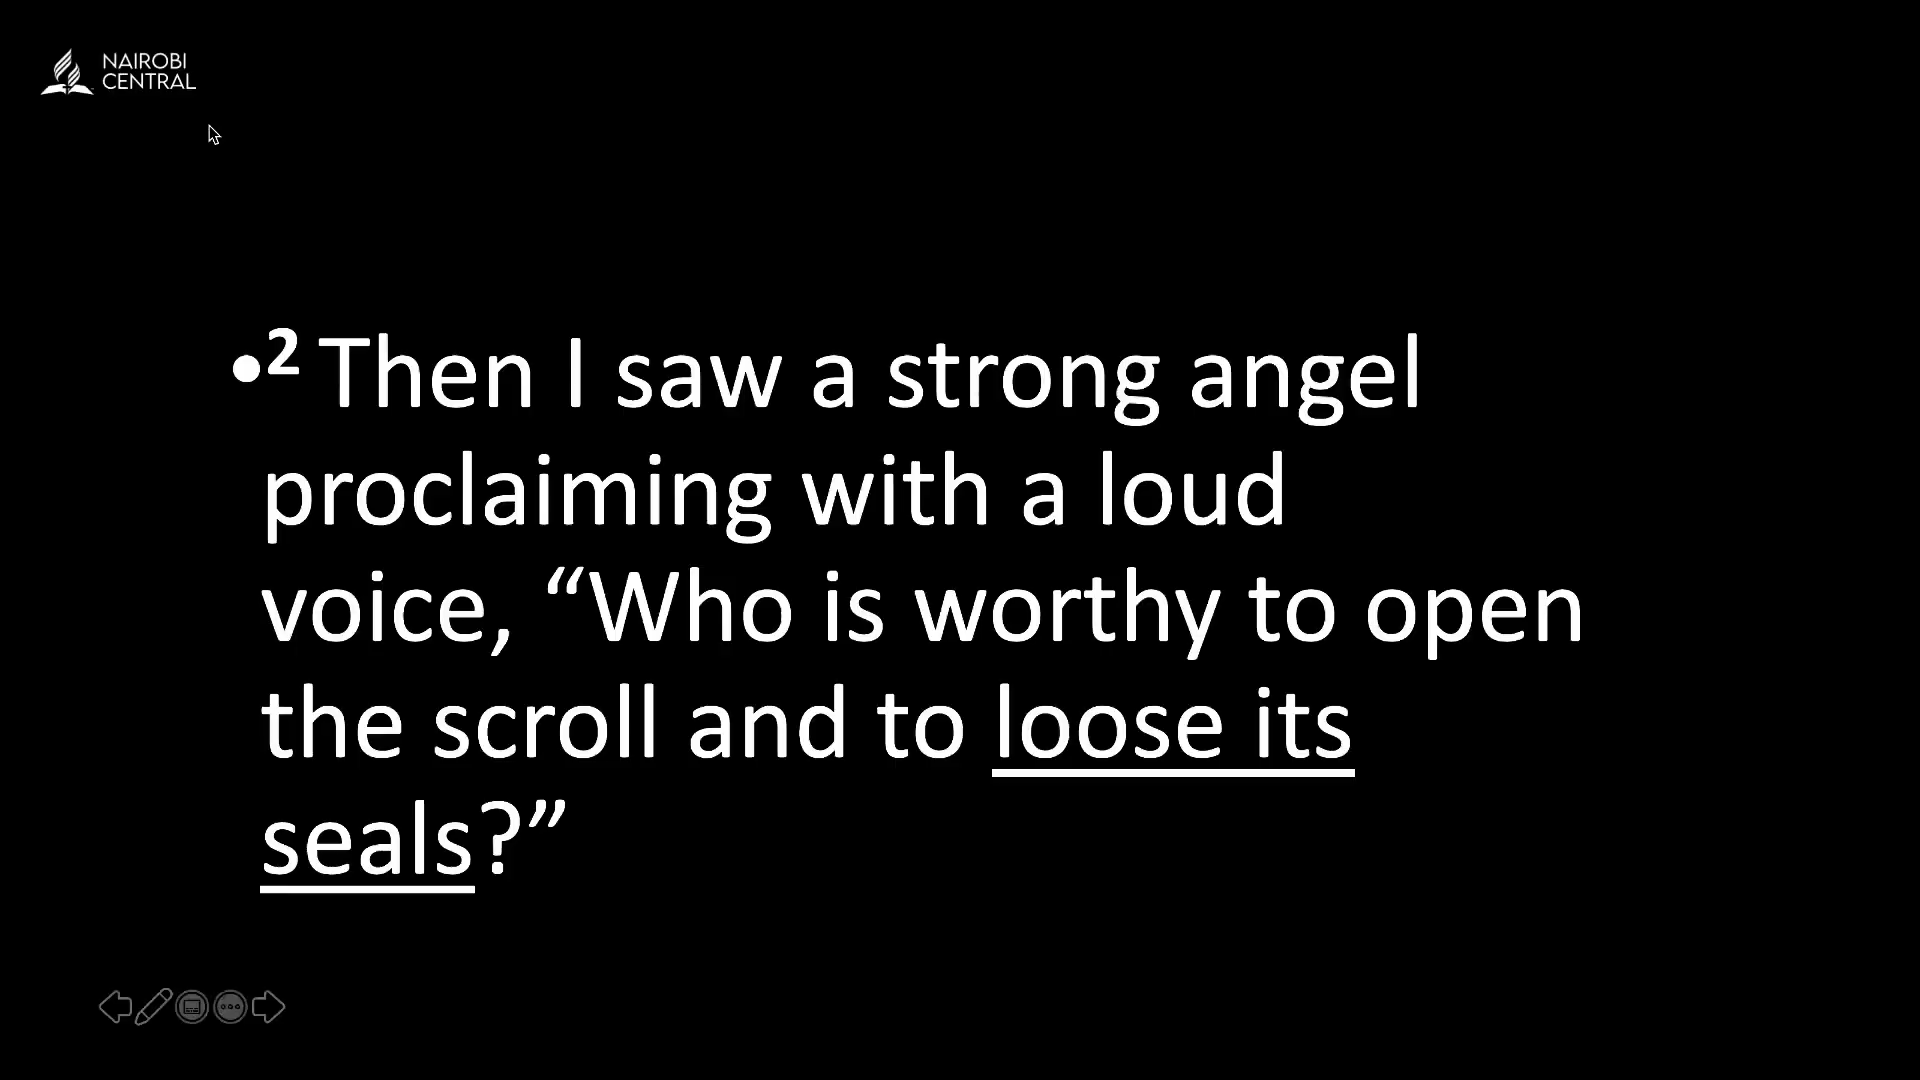 NAIROBI
CENTRAL
•² Then I saw a strong angel
proclaiming with a loud
voice, “Who is worthy to open
the scroll and to loose its
seals?”